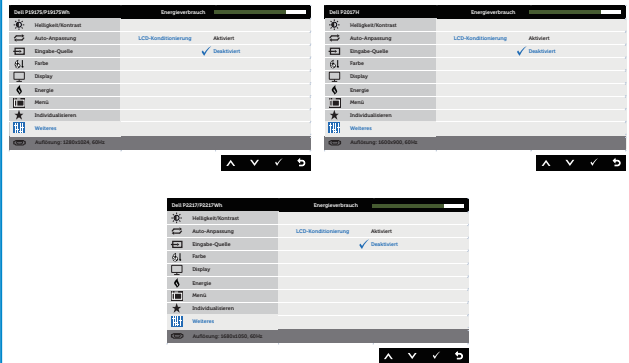 Dell P1917S/P1917SWh Energieverbrauch
Helligkeit/Kontrast
Auto-Anpassung LCD-Konditionierung Aktiviert
Eingabe-Quelle Deaktiviert
Farbe
Display
Energie
Menü
Individualisieren
Weiteres
Auflösung: 1280x1024, 60Hz
Dell P2017H Energieverbrauch
Helligkeit/Kontrast
Auto-Anpassung LCD-Konditionierung Aktiviert
Eingabe-Quelle Deaktiviert
Farbe
Display
Energie
Menü
Individualisieren
Weiteres
Auflösung: 1600x900, 60Hz
Dell P2217/P2217Wh Energieverbrauch
Helligkeit/Kontrast
Auto-Anpassung LCD-Konditionierung Aktiviert
Eingabe-Quelle Deaktiviert
Farbe
Display
Energie
Menü
Individualisieren
Weiteres
Auflösung: 1680x1050, 60Hz